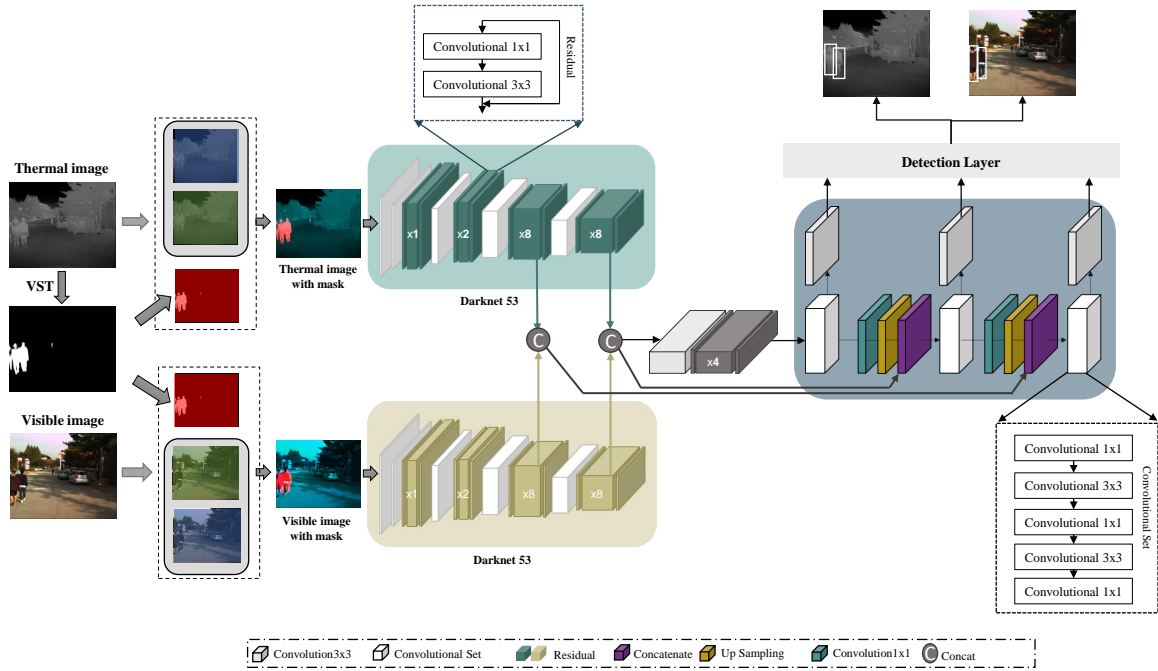 Thermal image
VST
Visible image
Thermal image
with mask
Visible image
with mask
Convolutional 1x1
Convolutional 3x3
Residual
x1
x2
x8
x8
Darknet 53
C
C
x4
x1
x2
x8
x8
Darknet 53
Detection Layer
Convolutional 1x1
Convolutional 3x3
Convolutional 1x1
Convolutional 3x3
Convolutional 1x1
Convolutional Set
Convolution3x3
Convolutional Set
Residual
Concatenate
Up Sampling
Convolution1x1
C
Concat